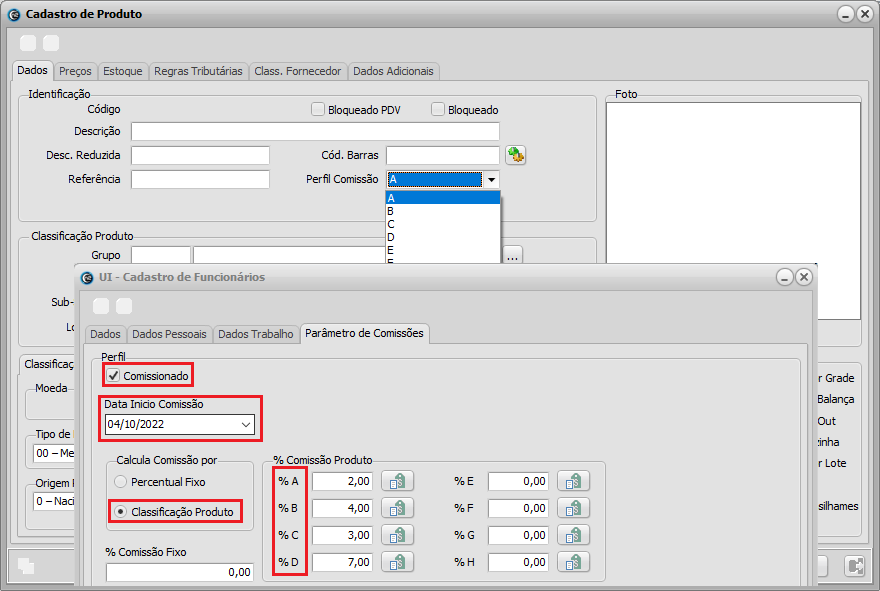 Cadastro de Produto
Dados Preços Estoque Regras Tributárias Class. Fornecedor Dados Adicionais
Identificação
Código
Bloqueado PDV
Bloqueado
Descrição
Desc. Reduzida
Cód. Barras
Referência
Perfil Comissão
A
A
B
C
D
E
Foto
Classificação Produto
Grupo
...
Sub-
UI - Cadastro de Funcionários
Dados Dados Pessoais Dados Trabalho Parâmetro de Comissões
Perfil
Comissionado
Data Inicio Comissão
04/10/2022
Calcula Comissão por
Percentual Fixo
Classificação Produto
% Comissão Fixo
0,00
% Comissão Produto
% A 2,00 % E 0,00
% B 4,00 % F 0,00
% C 3,00 % G 0,00
% D 7,00 % H 0,00
Classificaç
Moeda
Tipo de
00 – Me
Origem
0 – Naci
r Grade
Balança
Out
zinha
r Lote
silhames